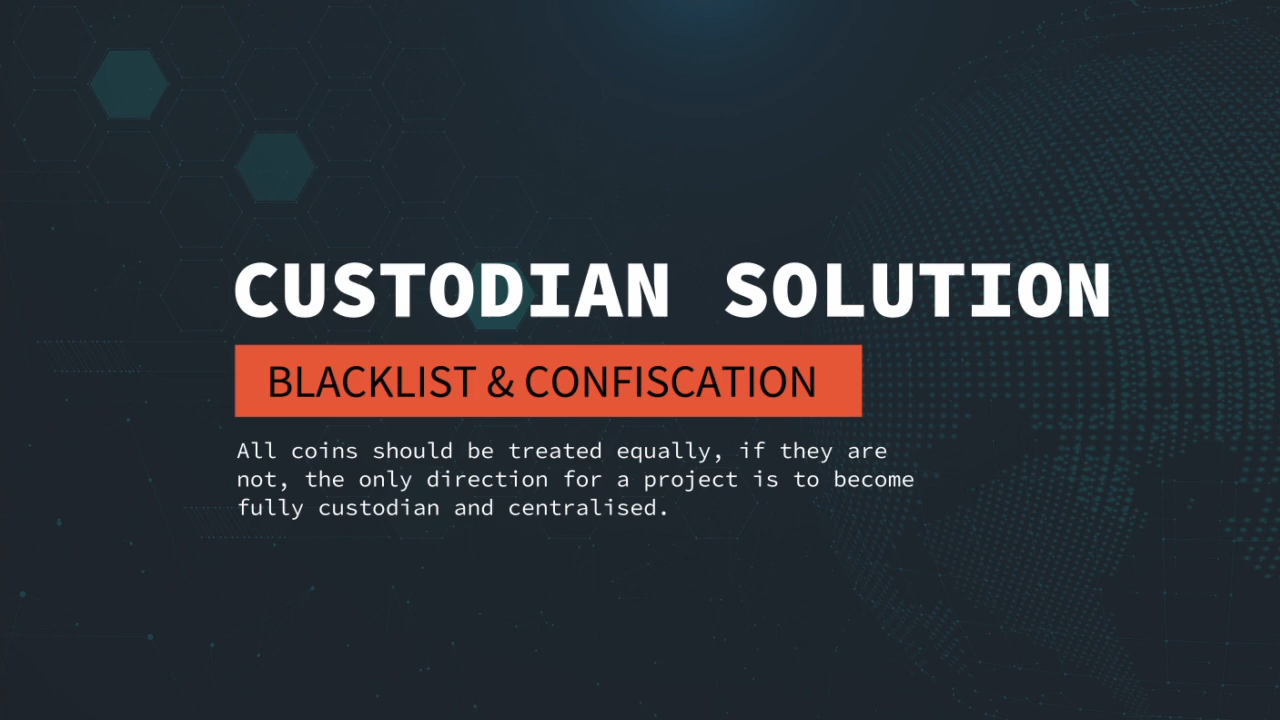 CUSTODIAN SOLUTION
BLACKLIST & CONFISCATION
All coins should be treated equally, if they are
not, the only direction for a project is to become
fully custodian and centralised.